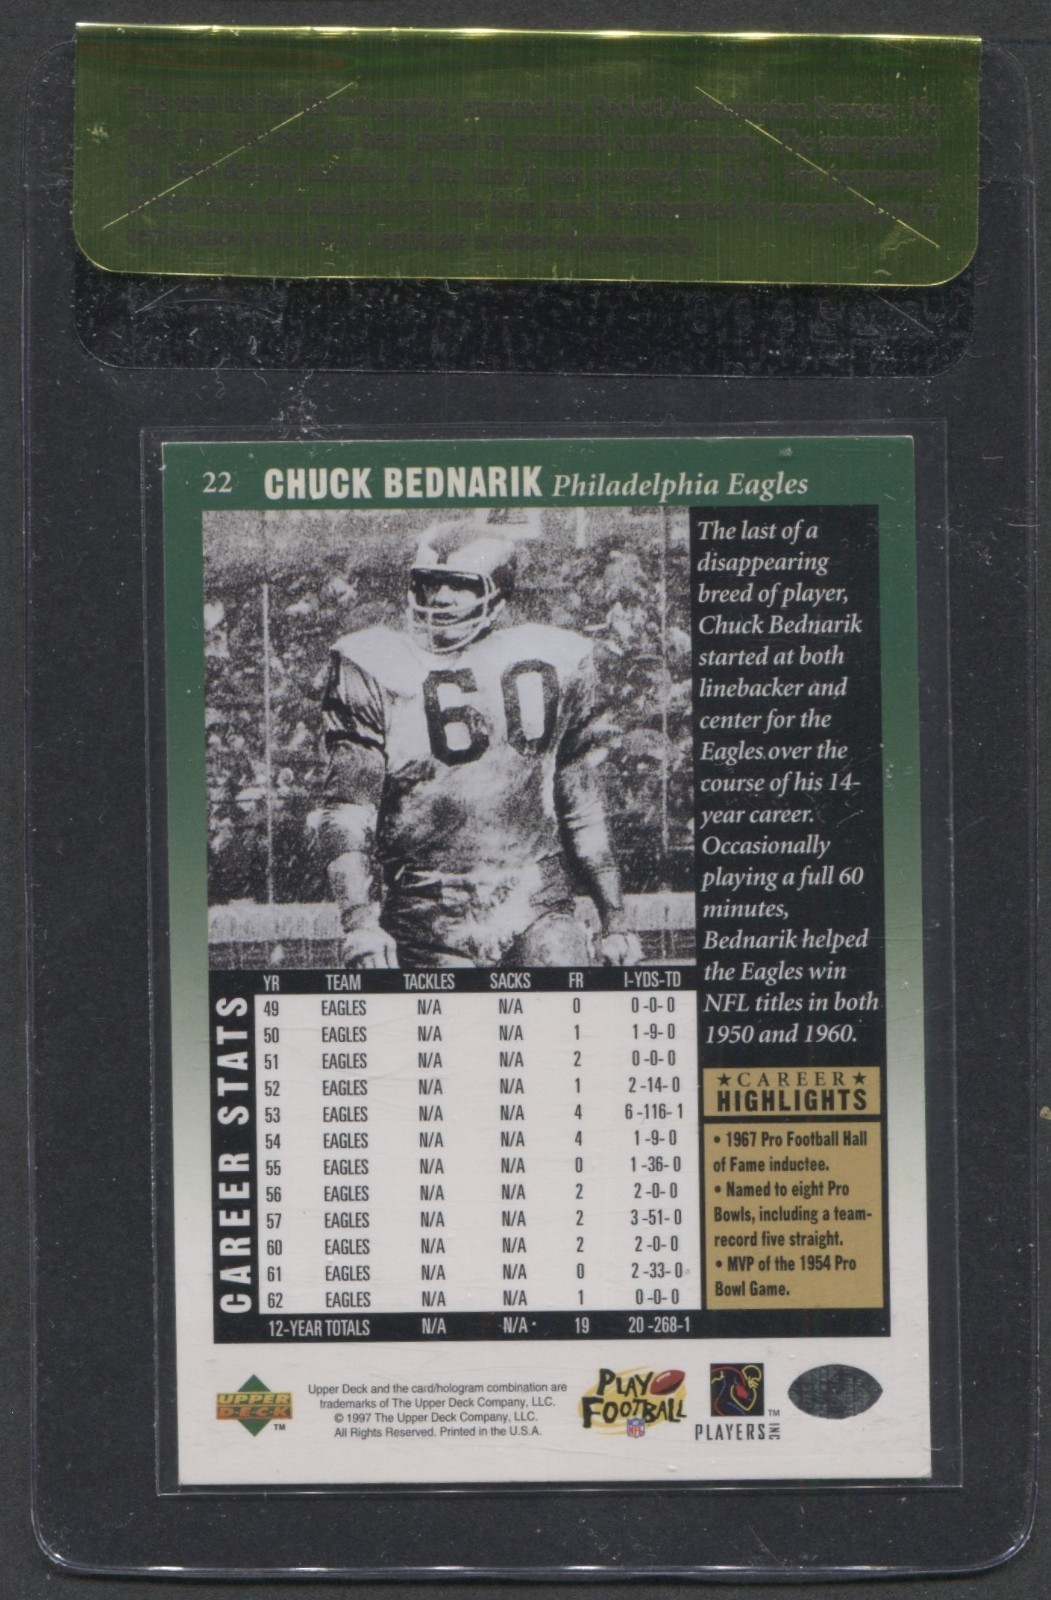 22 CHUCK BEDNARIK Philadelphia Eagles
60
The last of a
disappearing
breed of player,
Chuck Bednarik
started at both
linebacker and
center for the
Eagles over the
course of his 14-
year career.
Occasionally
playing a full 60
minutes,
Bednarik helped
the Eagles win
NFL titles in both
1950 and 1960.
CAREER STATS
YR TEAM TACKLES SACKS FR I-YDS-TD
49 EAGLES N/A N/A 0 0-0-0
50 EAGLES N/A N/A 1 1-9-0
51 EAGLES N/A N/A 2 0-0-0
52 EAGLES N/A N/A 1 2-14-0
53 EAGLES N/A N/A 4 6-116-1
54 EAGLES N/A N/A 4 1-9-0
55 EAGLES N/A N/A 0 1-36-0
56 EAGLES N/A N/A 2 2-0-0
57 EAGLES N/A N/A 2 3-51-0
60 EAGLES N/A N/A 2 2-0-0
61 EAGLES N/A N/A 0 2-33-0
62 EAGLES N/A N/A 1 0-0-0
12-YEAR TOTALS N/A N/A 19 20-268-1
★CAREER★
HIGHLIGHTS
• 1967 Pro Football Hall
of Fame inductee.
• Named to eight Pro
Bowls, including a team-
record five straight.
• MVP of the 1954 Pro
Bowl Game.
UPPER
DECK
TM
Upper Deck and the card/hologram combination are
trademarks of The Upper Deck Company, LLC.
© 1997 The Upper Deck Company, LLC.
All Rights Reserved. Printed in the U.S.A.
PLAY
FOOTBALL
NFL
PLAYERS INC
TM